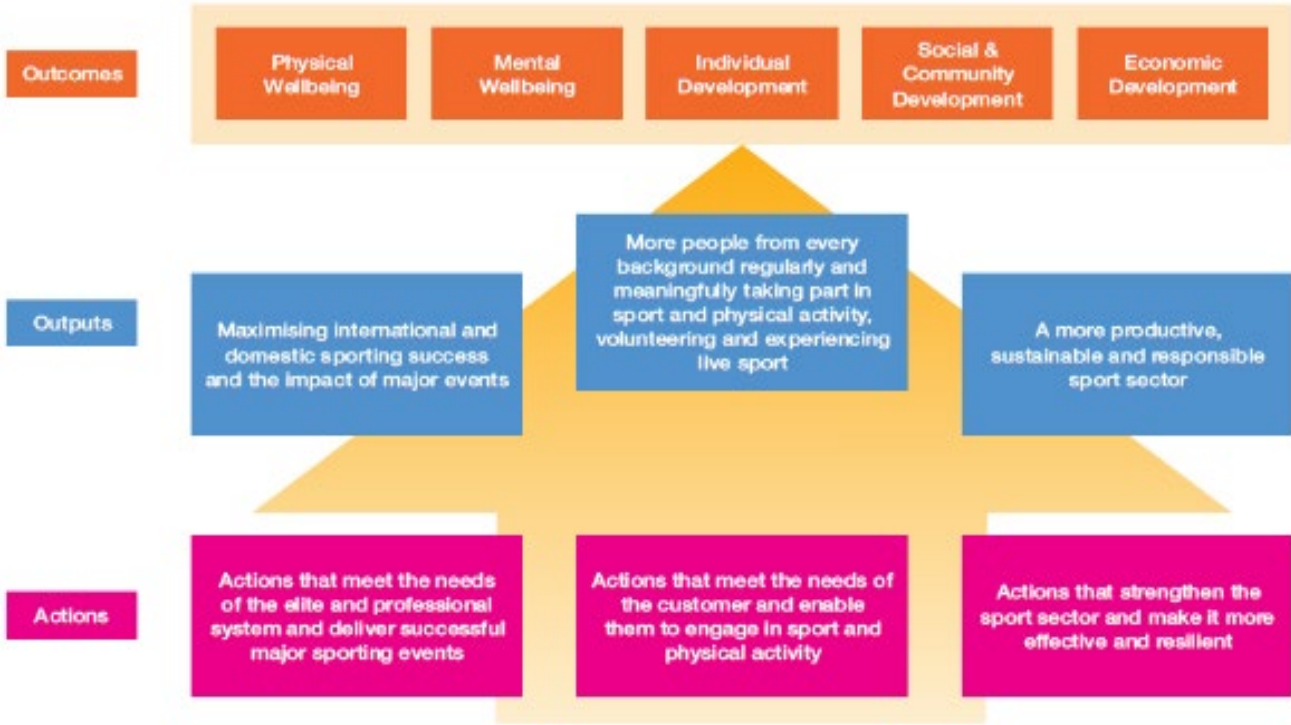 Outcomes
Physical
Wellbeing
Mental
Wellbeing
Individual
Development
Social &
Community
Development
Economic
Development
Outputs
Maximising international and
domestic sporting success
and the impact of major events
More people from every
background regularly and
meaningfully taking part in
sport and physical activity,
volunteering and experiencing
live sport
A more productive,
sustainable and responsible
sport sector
Actions
Actions that meet the needs
of the elite and professional
system and deliver successful
major sporting events
Actions that meet the needs of
the customer and enable
them to engage in sport and
physical activity
Actions that strengthen the
sport sector and make it more
effective and resilient